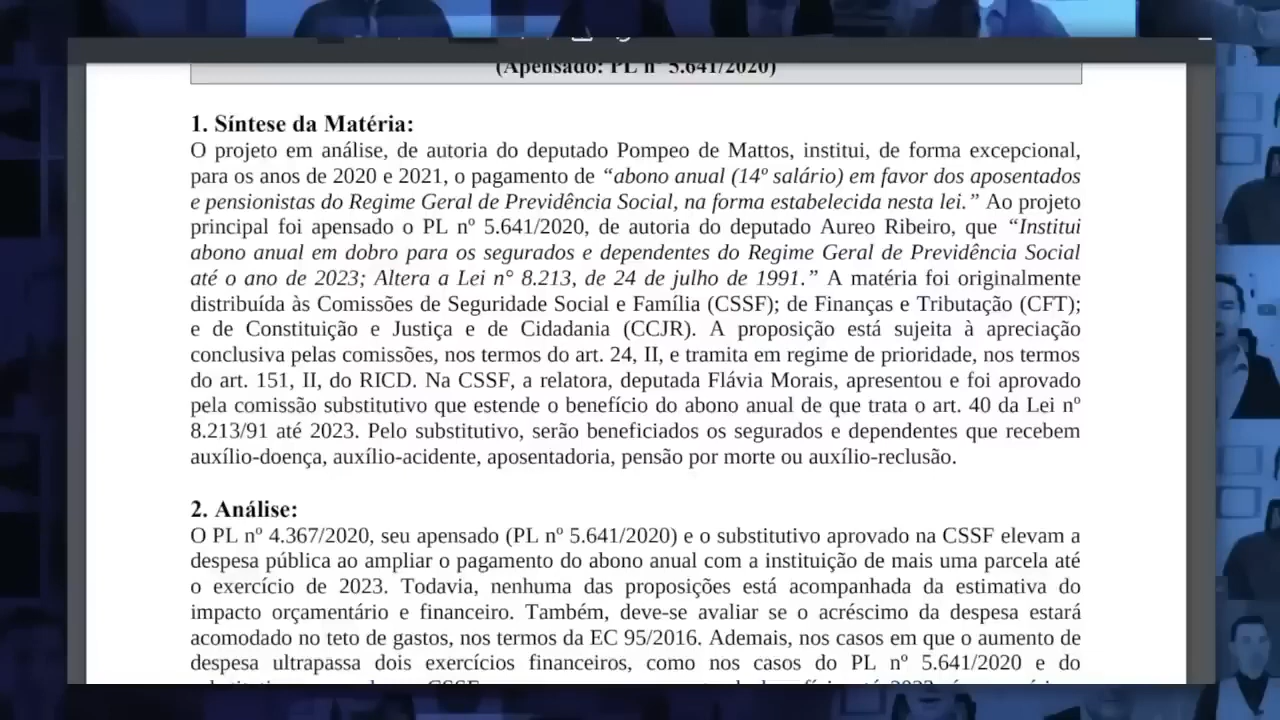 (Apensado: PL nº 5.641/2020)
1. Síntese da Matéria:
O projeto em análise, de autoria do deputado Pompeo de Mattos, institui, de forma excepcional,
para os anos de 2020 e 2021, o pagamento de “abono anual (14º salário) em favor dos aposentados
e pensionistas do Regime Geral de Previdência Social, na forma estabelecida nesta lei.” Ao projeto
principal foi apensado o PL nº 5.641/2020, de autoria do deputado Aureo Ribeiro, que “Institui
abono anual em dobro para os segurados e dependentes do Regime Geral de Previdência Social
até o ano de 2023; Altera a Lei n° 8.213, de 24 de julho de 1991.” A matéria foi originalmente
distribuída às Comissões de Seguridade Social e Família (CSSF); de Finanças e Tributação (CFT);
e de Constituição e Justiça e de Cidadania (CCJR). A proposição está sujeita à apreciação
conclusiva pelas comissões, nos termos do art. 24, II, e tramita em regime de prioridade, nos termos
do art. 151, II, do RICD. Na CSSF, a relatora, deputada Flávia Morais, apresentou e foi aprovado
pela comissão substitutivo que estende o benefício do abono anual de que trata o art. 40 da Lei nº
8.213/91 até 2023. Pelo substitutivo, serão beneficiados os segurados e dependentes que recebem
auxílio-doença, auxílio-acidente, aposentadoria, pensão por morte ou auxílio-reclusão.
2. Análise:
O PL nº 4.367/2020, seu apensado (PL nº 5.641/2020) e o substitutivo aprovado na CSSF elevam a
despesa pública ao ampliar o pagamento do abono anual com a instituição de mais uma parcela até
o exercício de 2023. Todavia, nenhuma das proposições está acompanhada da estimativa do
impacto orçamentário e financeiro. Também, deve-se avaliar se o acréscimo da despesa estará
acomodado no teto de gastos, nos termos da EC 95/2016. Ademais, nos casos em que o aumento de
despesa ultrapassa dois exercícios financeiros, como nos casos do PL nº 5.641/2020 e do